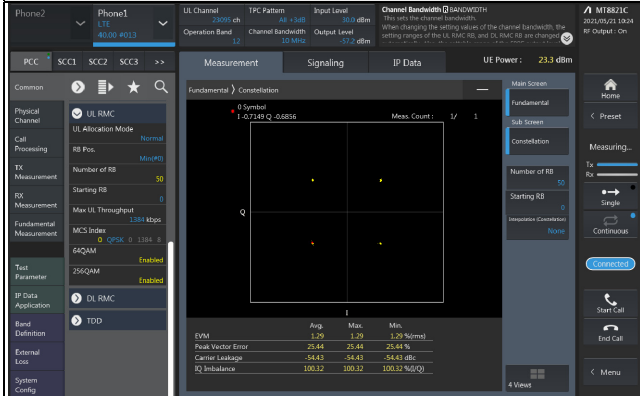 Phone2
Phone1
LTE
40.00 #013
UL Channel
23095 ch
TPC Pattern
All +3dB
Input Level
30.0 dBm
Operation Band
12
Channel Bandwidth
10 MHz
Output Level
-57.2 dBm
Channel Bandwidth BANDWIDTH
This sets the channel bandwidth.
When changing the setting values of the channel bandwidth, the
setting ranges of the UL RMC RB, and DL RMC RB are changed
MT8821C
2021/05/21 10:24
RF Output : On
PCC
SCC1
SCC2
SCC3
>>
Measurement
Signaling
IP Data
UE Power : 23.3 dBm
Common
Physical
Channel
Call
Processing
TX
Measurement
RX
Measurement
Fundamental
Measurement
Test
Parameter
IP Data
Application
Band
Definition
External
Loss
System
Config
UL RMC
UL Allocation Mode
Normal
RB Pos.
Min(#0)
Number of RB
50
Starting RB
0
Max UL Throughput
1384 kbps
MCS Index
0 QPSK 0 1384 8
64QAM
Enabled
256QAM
Enabled
DL RMC
TDD
Fundamental ⟩ Constellation
0 Symbol
I -0.7149 Q -0.6856
Meas. Count : 1/ 1
Q
I
Avg. Max. Min.
EVM 1.29 1.29 1.29 %(rms)
Peak Vector Error 25.44 25.44 25.44 %
Carrier Leakage -54.43 -54.43 -54.43 dBc
IQ Imbalance 100.32 100.32 100.32 %(I/Q)
Main Screen
Fundamental
Sub Screen
Constellation
Number of RB
50
Starting RB
0
Interpolation (Constellation)
None
4 Views
Home
< Preset
Measuring...
Tx
Rx
Single
Continuous
Connected
Start Call
End Call
< Menu